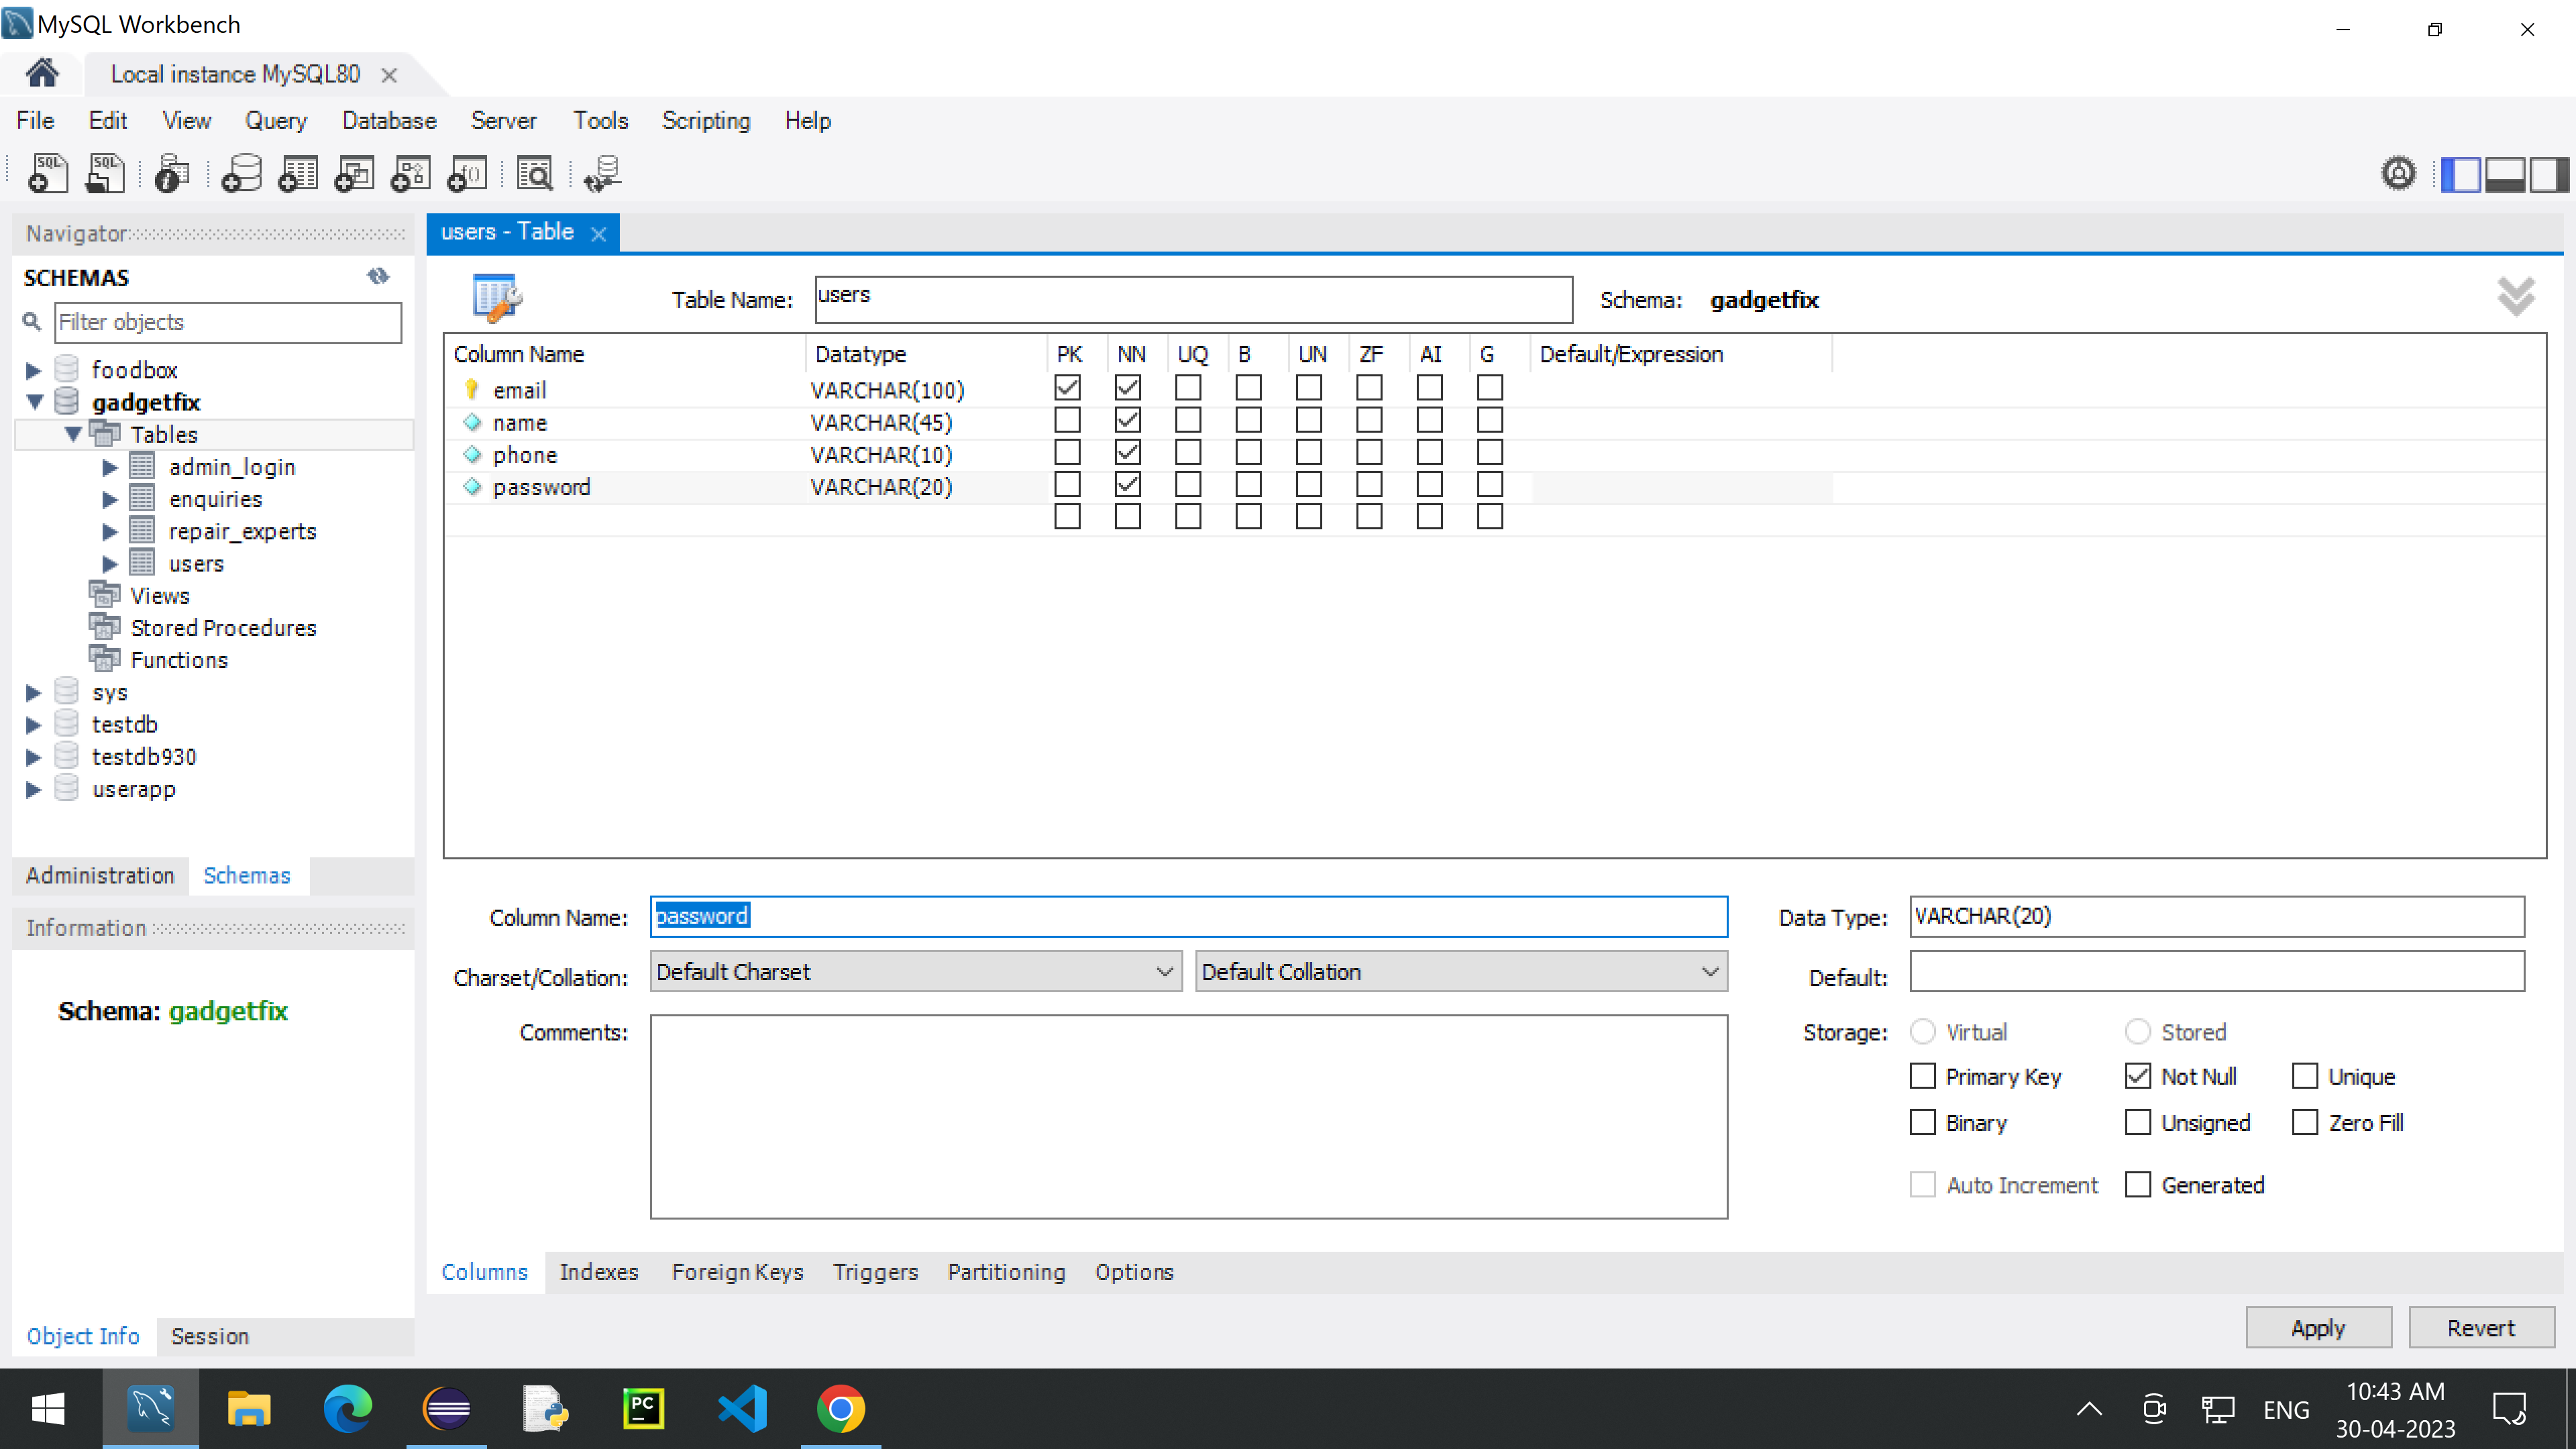 MySQL Workbench
Local instance MySQL80
File Edit View Query Database Server Tools Scripting Help
Navigator
SCHEMAS
Filter objects
foodbox
gadgetfix
Tables
admin_login
enquiries
repair_experts
users
Views
Stored Procedures
Functions
sys
testdb
testdb930
userapp
Administration Schemas
Information
Schema: gadgetfix
Object Info Session
users - Table
Table Name: users Schema: gadgetfix
Column Name Datatype PK NN UQ B UN ZF AI G Default/Expression
email VARCHAR(100)
name VARCHAR(45)
phone VARCHAR(10)
password VARCHAR(20)
Column Name: password Data Type: VARCHAR(20)
Charset/Collation: Default Charset Default Collation Default:
Comments: Storage: Virtual Stored
Primary Key Not Null Unique
Binary Unsigned Zero Fill
Auto Increment Generated
Columns Indexes Foreign Keys Triggers Partitioning Options
Apply Revert
ENG
10:43 AM
30-04-2023
SQL SQL
PC